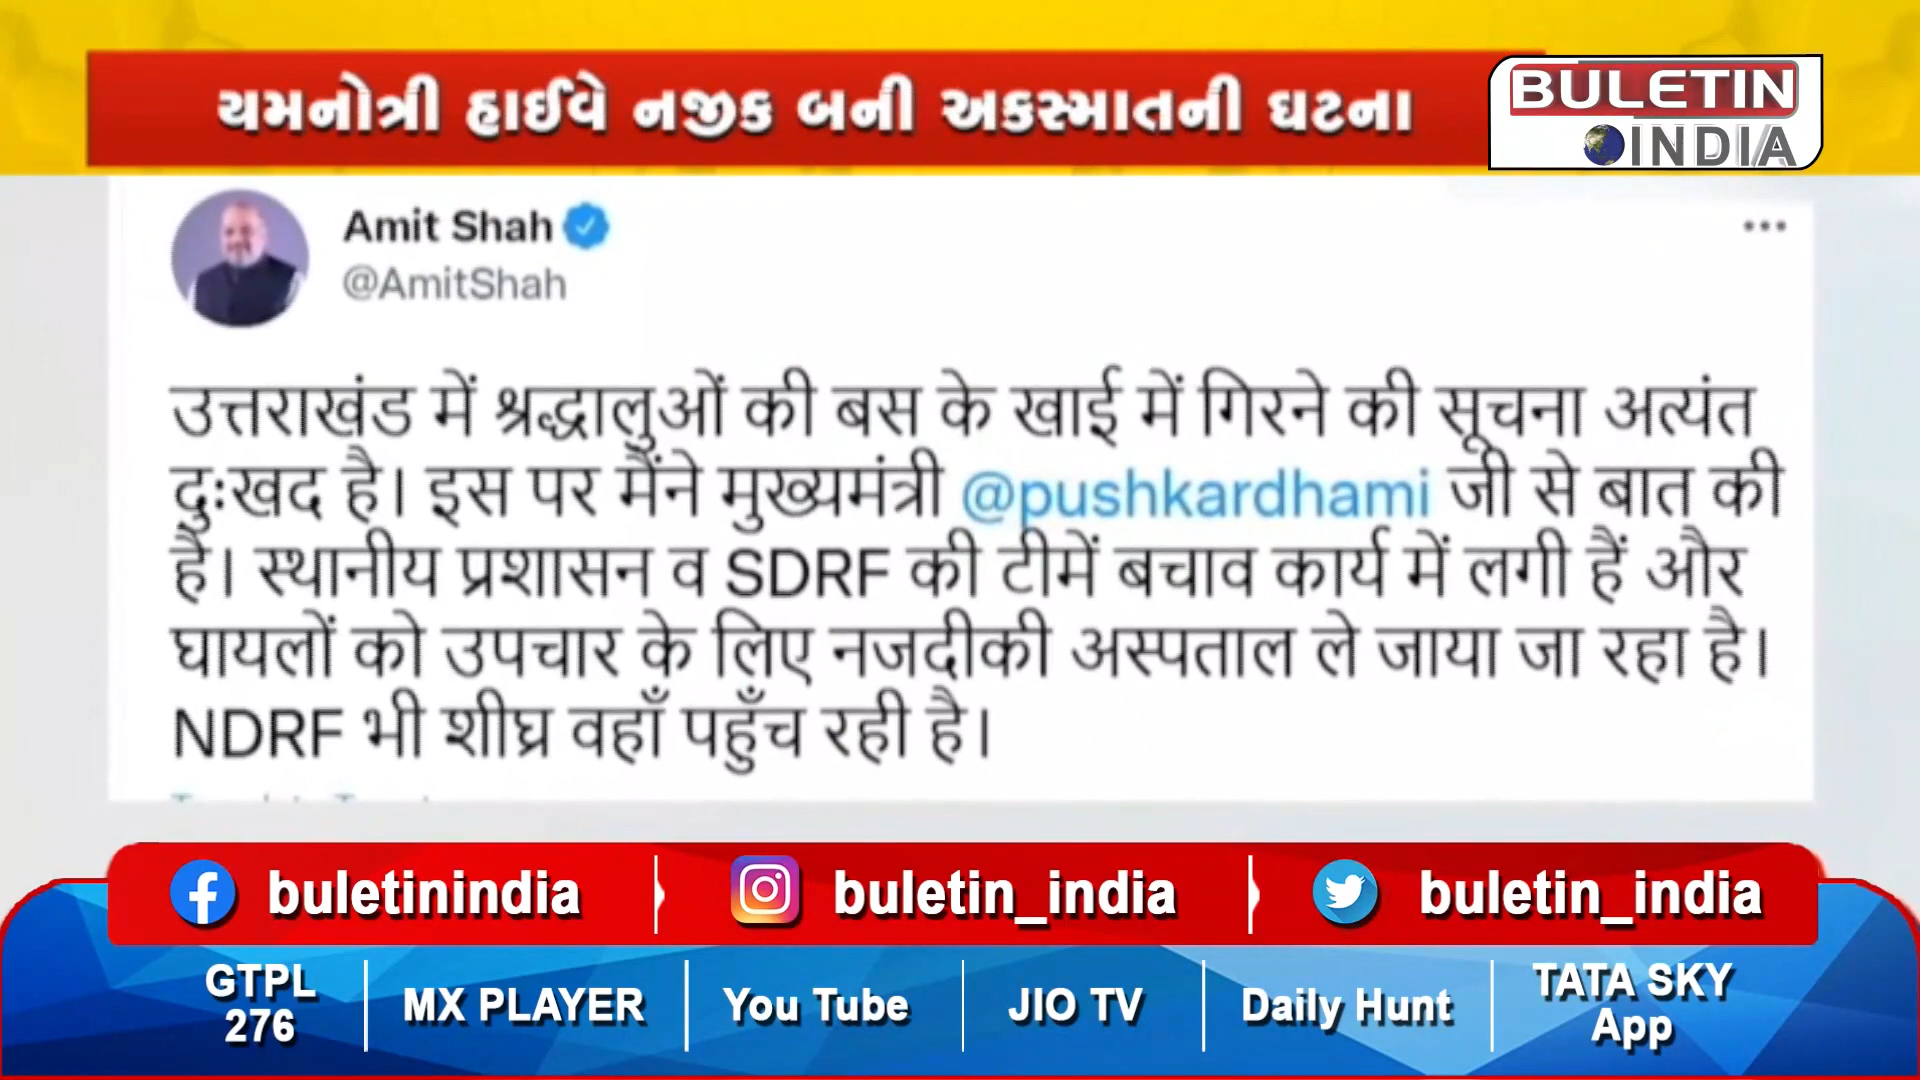 યમનોત્રી હાઈવે નજીક બની અકસ્માતની ઘટના
BULETIN
INDIA
Amit Shah
@AmitShah
उत्तराखंड में श्रद्धालुओं की बस के खाई में गिरने की सूचना अत्यंत
दुःखद है। इस पर मैंने मुख्यमंत्री @pushkardhami जी से बात की
है। स्थानीय प्रशासन व SDRF की टीमें बचाव कार्य में लगी हैं और
घायलों को उपचार के लिए नजदीकी अस्पताल ले जाया जा रहा है।
NDRF भी शीघ्र वहाँ पहुँच रही है।
buletinindia
buletin_india
buletin_india
GTPL
276
MX PLAYER
You Tube
JIO TV
Daily Hunt
TATA SKY
App